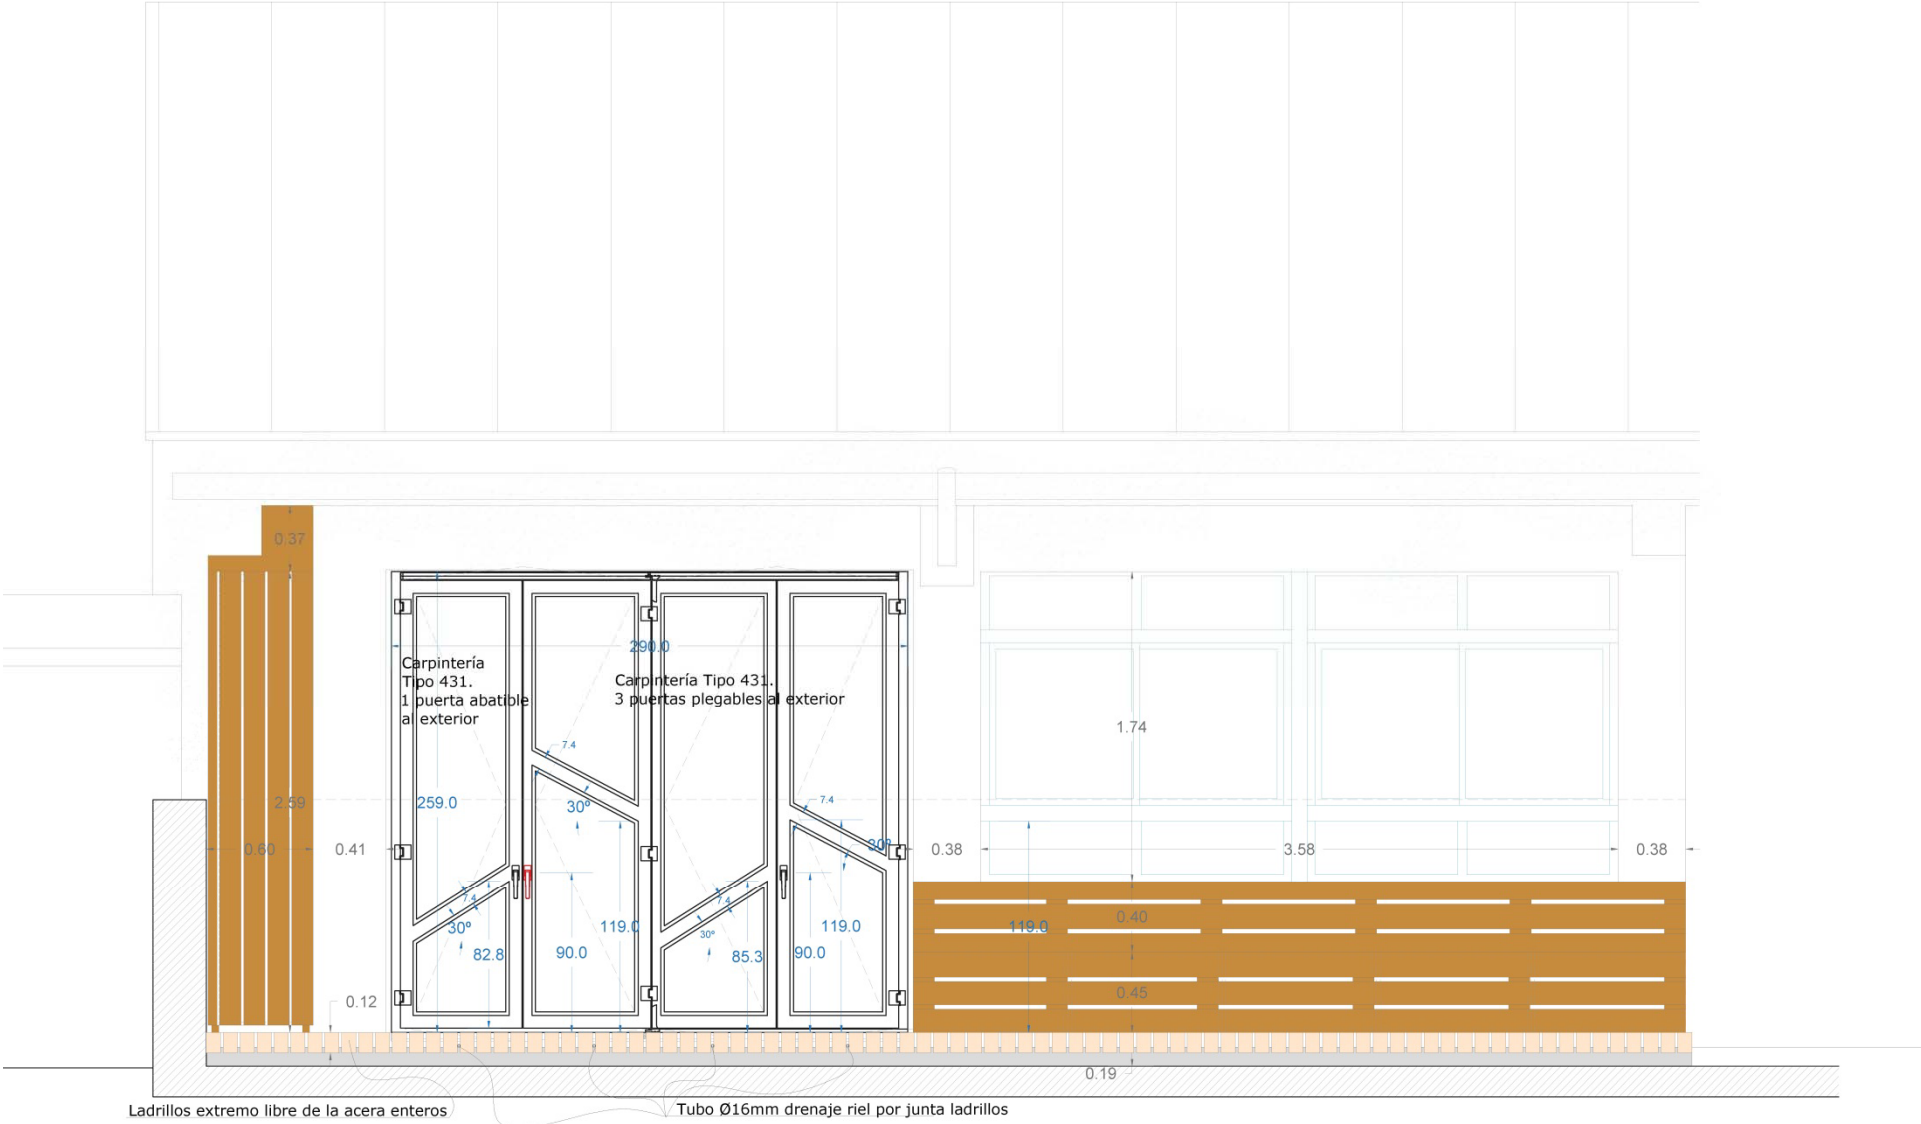 0.37
290.0
Carpintería
Tipo 431.
1 puerta abatible
al exterior
Carpintería Tipo 431.
3 puertas plegables al exterior
1.74
7.4
7.4
2.59
259.0
30º
30º
0.60
0.41
0.38
3.58
0.38
7.4
7.4
0.40
30º
119.0
30º
119.0
119.0
82.8
90.0
85.3
90.0
0.45
0.12
0.19
Ladrillos extremo libre de la acera enteros
Tubo Ø16mm drenaje riel por junta ladrillos